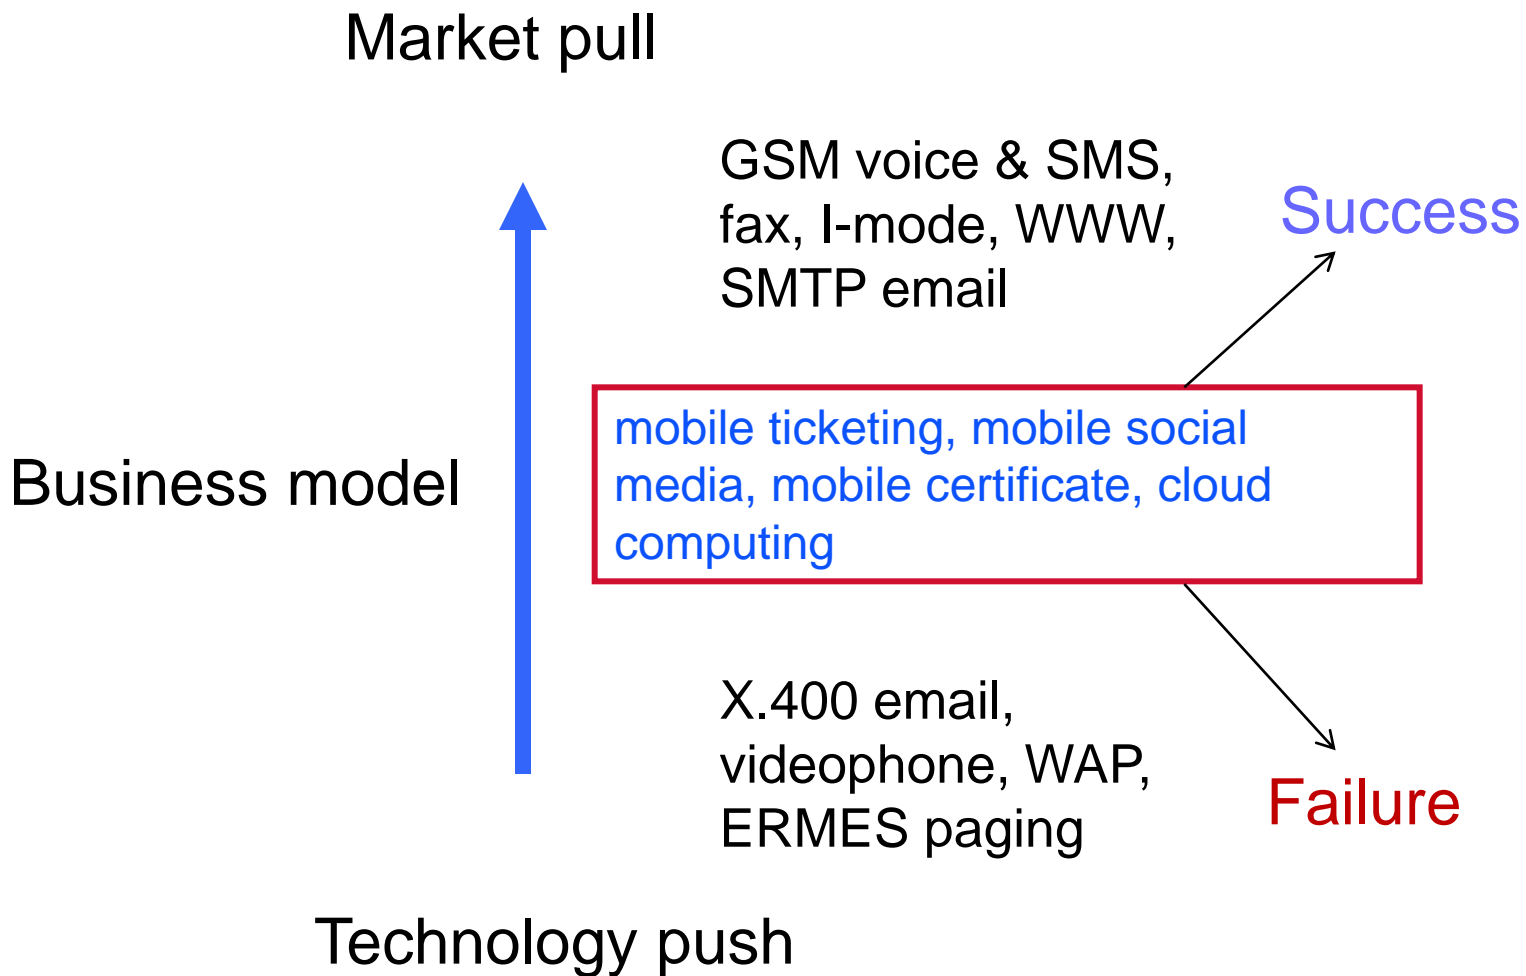 Market pull
GSM voice & SMS,
fax, I-mode, WWW,
SMTP email
Success
mobile ticketing, mobile social
media, mobile certificate, cloud
computing
Business model
X.400 email,
videophone, WAP,
ERMES paging
Failure
Technology push